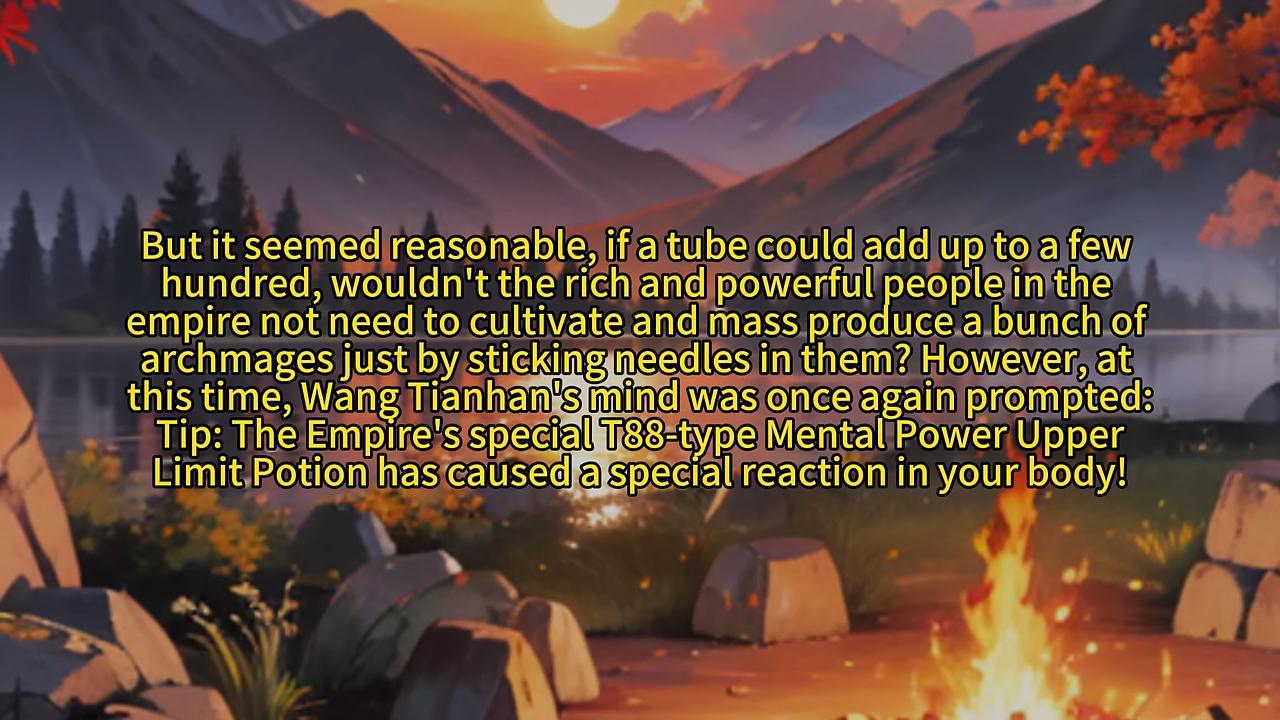 But it seemed reasonable, if a tube could add up to a few
hundred, wouldn't the rich and powerful people in the
empire not need to cultivate and mass produce a bunch of
archmages just by sticking needles in them? However, at
this time, Wang Tianhan's mind was once again prompted:
Tip: The Empire's special T88-type Mental Power Upper
Limit Potion has caused a special reaction in your body!